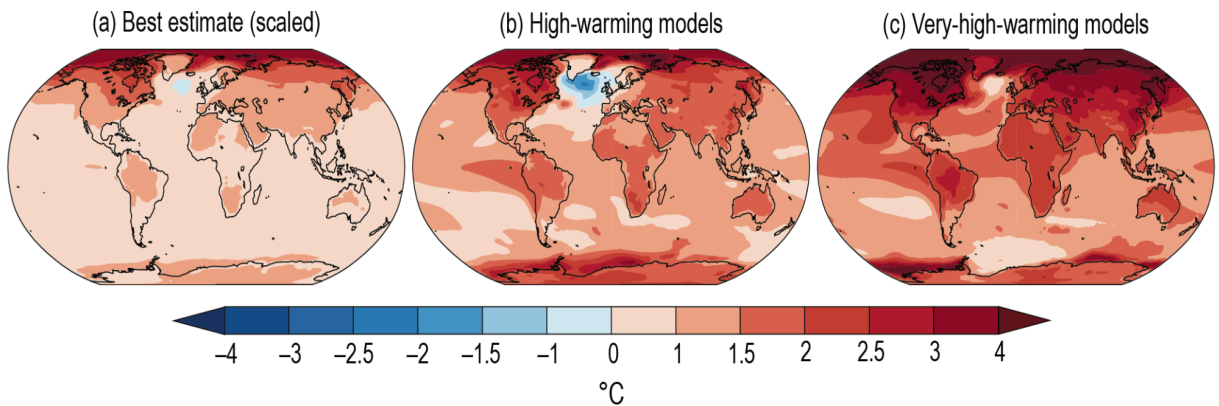 (a) Best estimate (scaled)
(b) High-warming models
(c) Very-high-warming models
–4 –3 –2.5 –2 –1.5 –1 0 1 1.5 2 2.5 3 4
°C